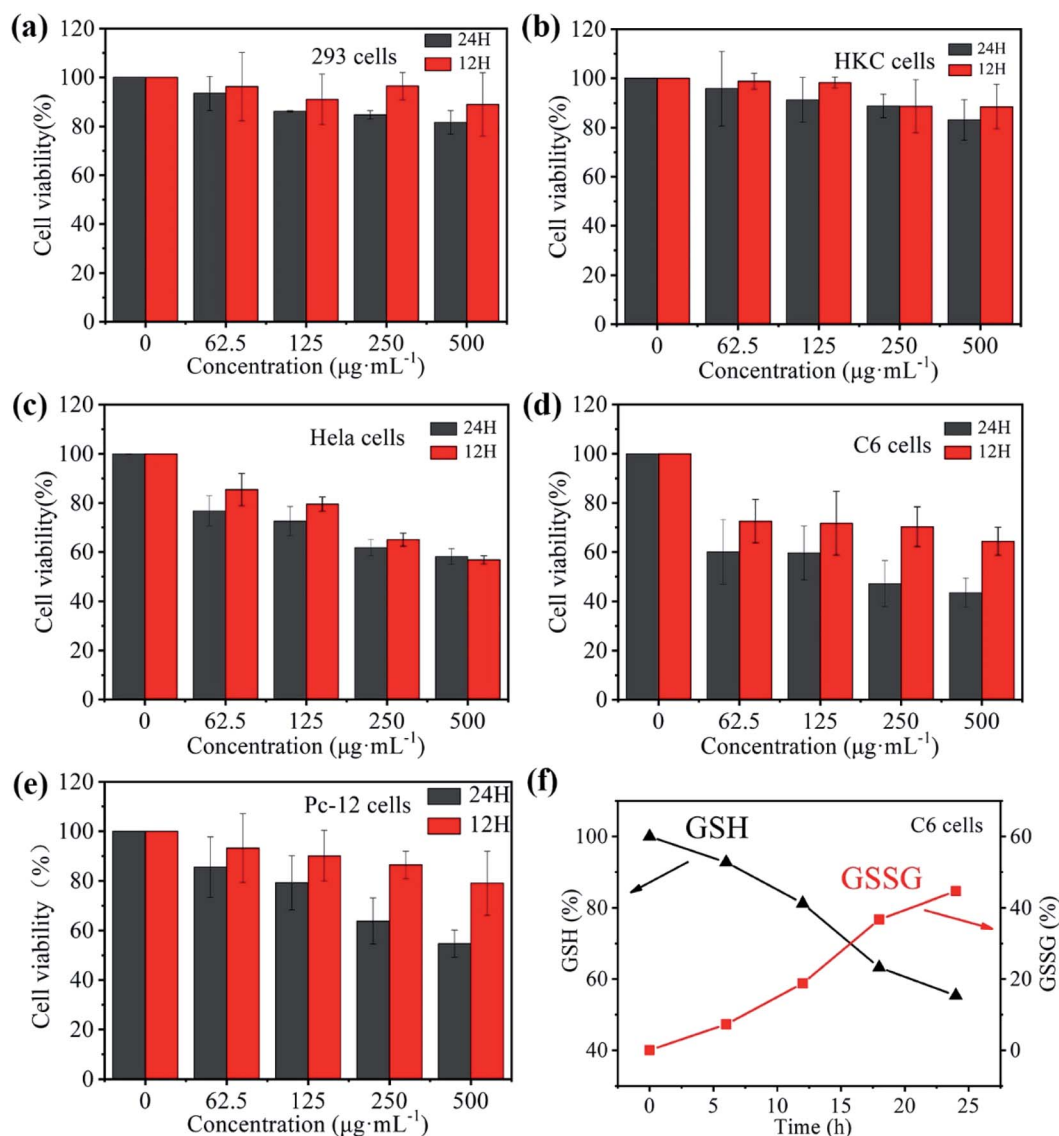 (a)
293 cells
24H
12H
Cell viability(%)
120
100
80
60
40
20
0
0 62.5 125 250 500
Concentration (μg·mL⁻¹)
(b)
HKC cells
24H
12H
Cell viability(%)
120
100
80
60
40
20
0
0 62.5 125 250 500
Concentration (μg·mL⁻¹)
(c)
Hela cells
24H
12H
Cell viability(%)
120
100
80
60
40
20
0
0 62.5 125 250 500
Concentration (μg·mL⁻¹)
(d)
C6 cells
24H
12H
Cell viability(%)
120
100
80
60
40
20
0
0 62.5 125 250 500
Concentration (μg·mL⁻¹)
(e)
Pc-12 cells
24H
12H
Cell viability (%)
120
100
80
60
40
20
0
0 62.5 125 250 500
Concentration (μg·mL⁻¹)
(f)
C6 cells
GSH
GSSG
GSH (%)
100
80
60
40
GSSG (%)
60
40
20
0
0 5 10 15 20 25
Time (h)